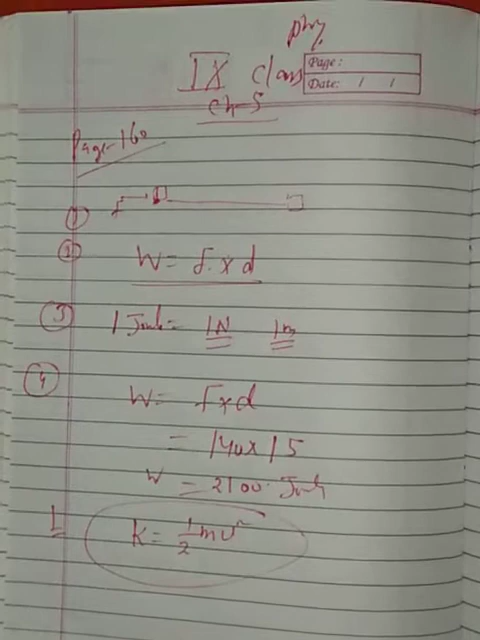 phy.
IX class
Page:
Date: / /
ch-5
Page-160
①
② W = F. x d
③ 1 Joule = 1N 1m
④ W = F x d
= 140 x 15
W = 2100 Joule
1 K = 1/2 mv²